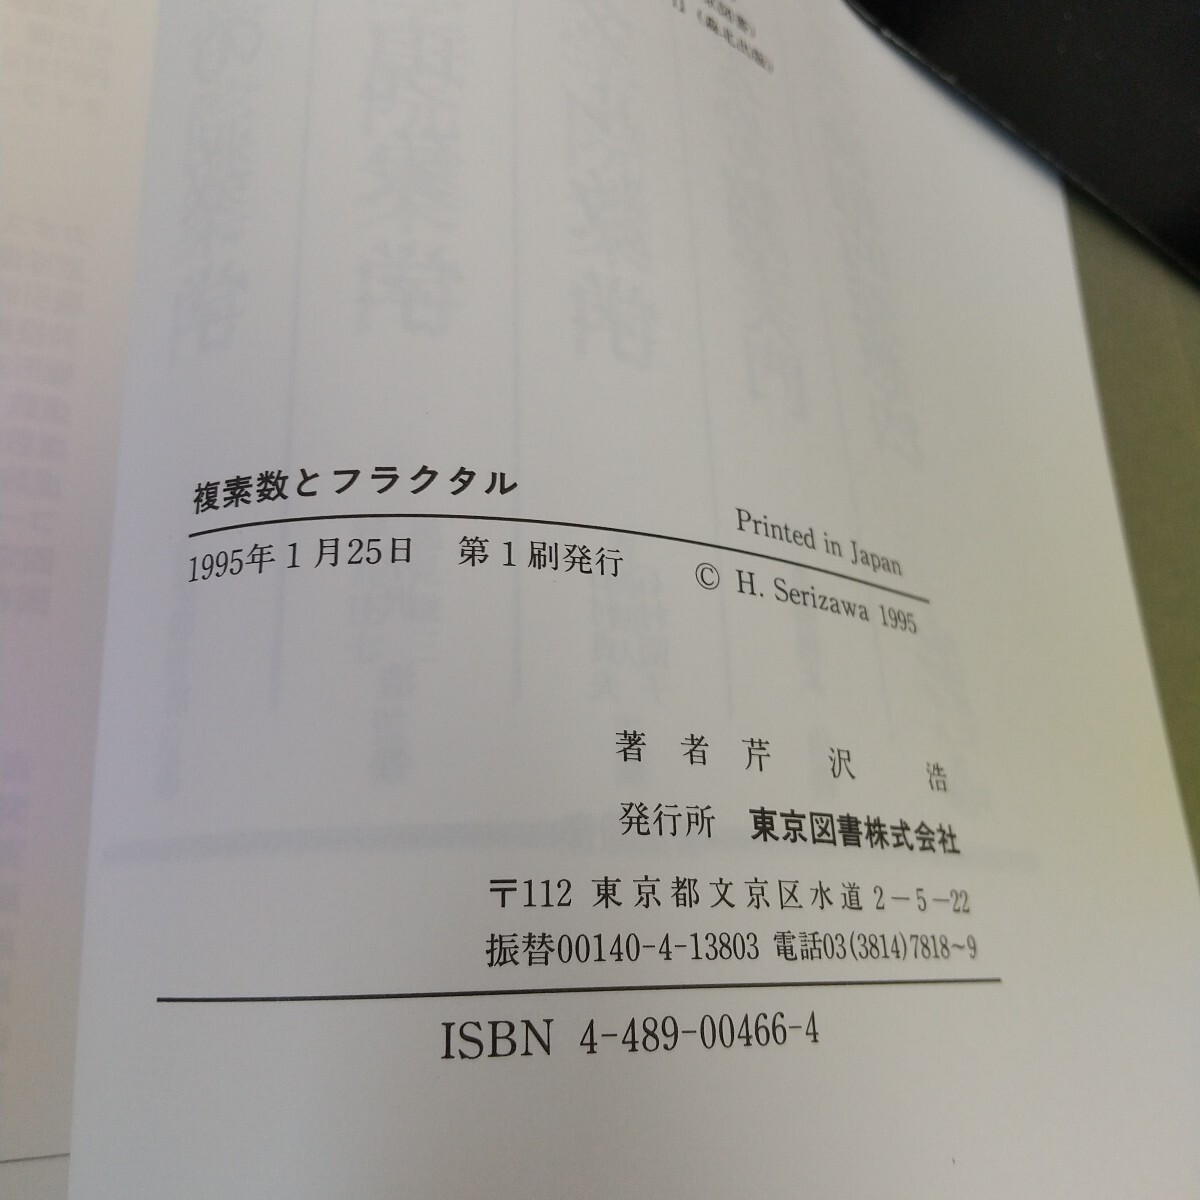 複素数とフラクタル
Printed in Japan
1995年1月25日 第1刷発行
© H. Serizawa 1995
著者 芹沢 浩
発行所 東京図書株式会社
〒112 東京都文京区水道2-5-22
振替00140-4-13803 電話03(3814)7818~9
ISBN 4-489-00466-4